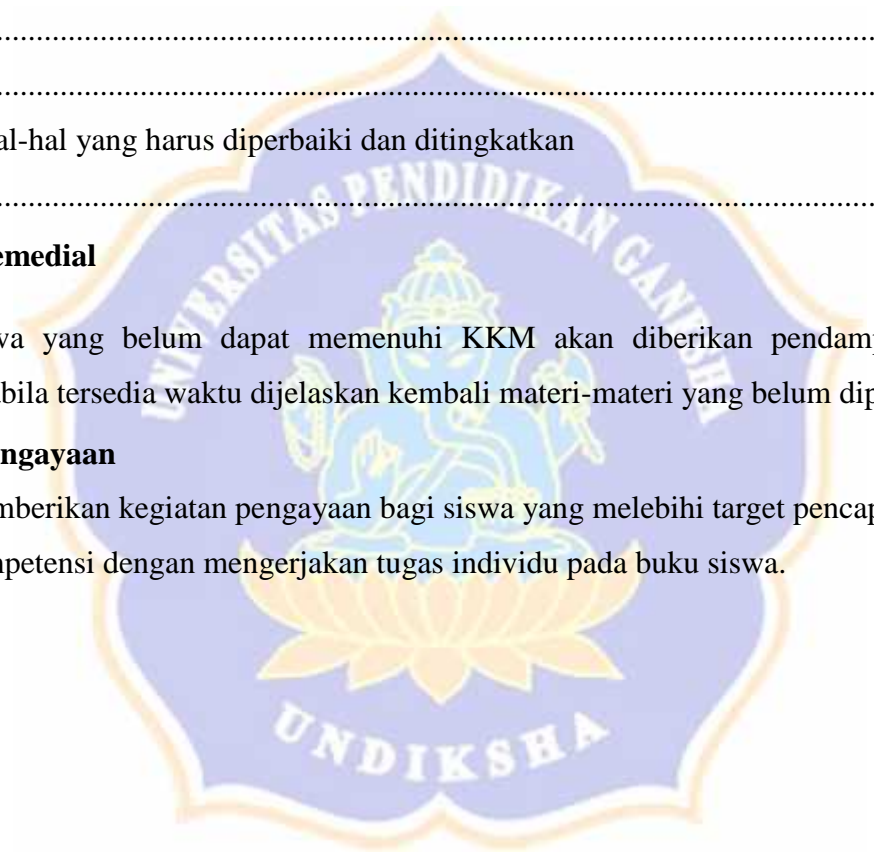 ........................................................................................................
........................................................................................................
al-hal yang harus diperbaiki dan ditingkatkan
........................................................................................................
emedial
wa yang belum dapat memenuhi KKM akan diberikan pendamp
bila tersedia waktu dijelaskan kembali materi-materi yang belum dip
ngayaan
mberikan kegiatan pengayaan bagi siswa yang melebihi target pencap
mpetensi dengan mengerjakan tugas individu pada buku siswa.
UNIVERSITAS PENDIDIKAN GANESHA
UNDIKSHA